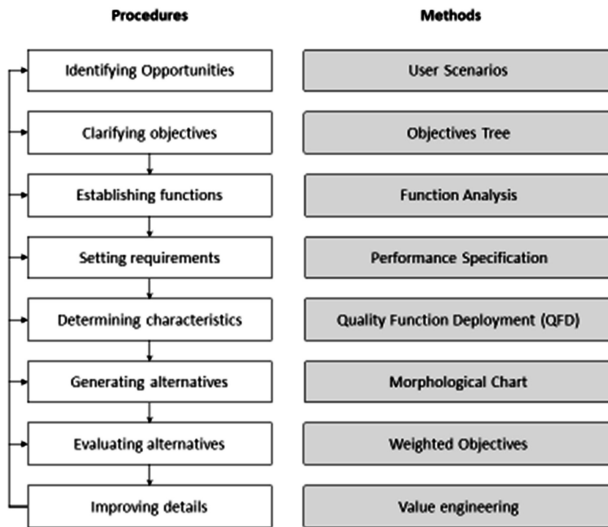 Procedures Methods
Identifying Opportunities User Scenarios
Clarifying objectives Objectives Tree
Establishing functions Function Analysis
Setting requirements Performance Specification
Determining characteristics Quality Function Deployment (QFD)
Generating alternatives Morphological Chart
Evaluating alternatives Weighted Objectives
Improving details Value engineering